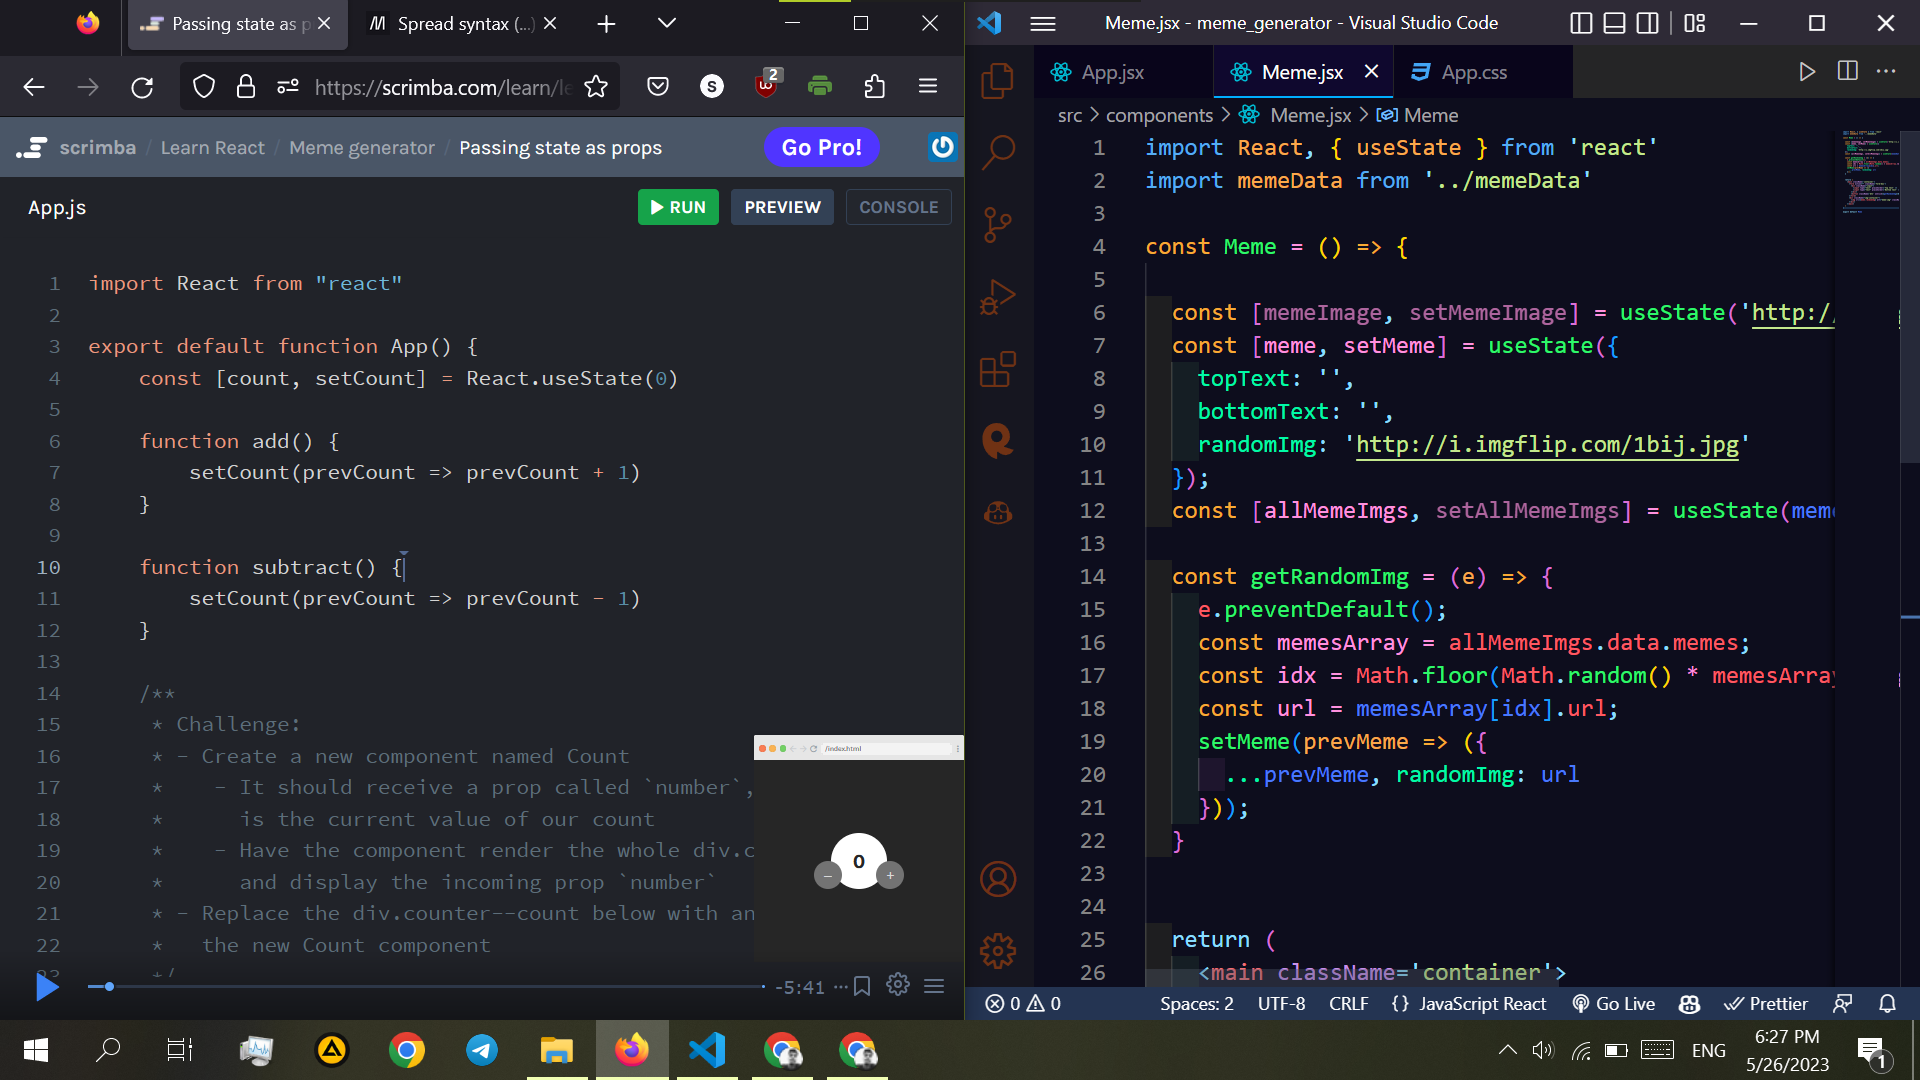 Passing state as p
Spread syntax (...)
https://scrimba.com/learn/le
2
scrimba / Learn React / Meme generator / Passing state as props
Go Pro!
App.js
RUN
PREVIEW
CONSOLE
1 import React from "react"
2
3 export default function App() {
4 const [count, setCount] = React.useState(0)
5
6 function add() {
7 setCount(prevCount => prevCount + 1)
8 }
9
10 function subtract() {
11 setCount(prevCount => prevCount - 1)
12 }
13
14 /**
15 * Challenge:
16 * - Create a new component named Count
17 * - It should receive a prop called `number`,
18 * is the current value of our count
19 * - Have the component render the whole div.c
20 * and display the incoming prop `number`
21 * - Replace the div.counter--count below with an
22 * the new Count component
23 */
/index.html
0
–
+
-5:41
Meme.jsx - meme_generator - Visual Studio Code
App.jsx
Meme.jsx
App.css
src > components > Meme.jsx > Meme
1 import React, { useState } from 'react'
2 import memeData from '../memeData'
3
4 const Meme = () => {
5
6 const [memeImage, setMemeImage] = useState('http:/
7 const [meme, setMeme] = useState({
8 topText: '',
9 bottomText: '',
10 randomImg: 'http://i.imgflip.com/1bij.jpg'
11 });
12 const [allMemeImgs, setAllMemeImgs] = useState(meme
13
14 const getRandomImg = (e) => {
15 e.preventDefault();
16 const memesArray = allMemeImgs.data.memes;
17 const idx = Math.floor(Math.random() * memesArray
18 const url = memesArray[idx].url;
19 setMeme(prevMeme => ({
20 ...prevMeme, randomImg: url
21 }));
22 }
23
24
25 return (
26 <main className='container'>
0
0
Spaces: 2
UTF-8
CRLF
{ } JavaScript React
Go Live
Prettier
ENG
6:27 PM
5/26/2023
1